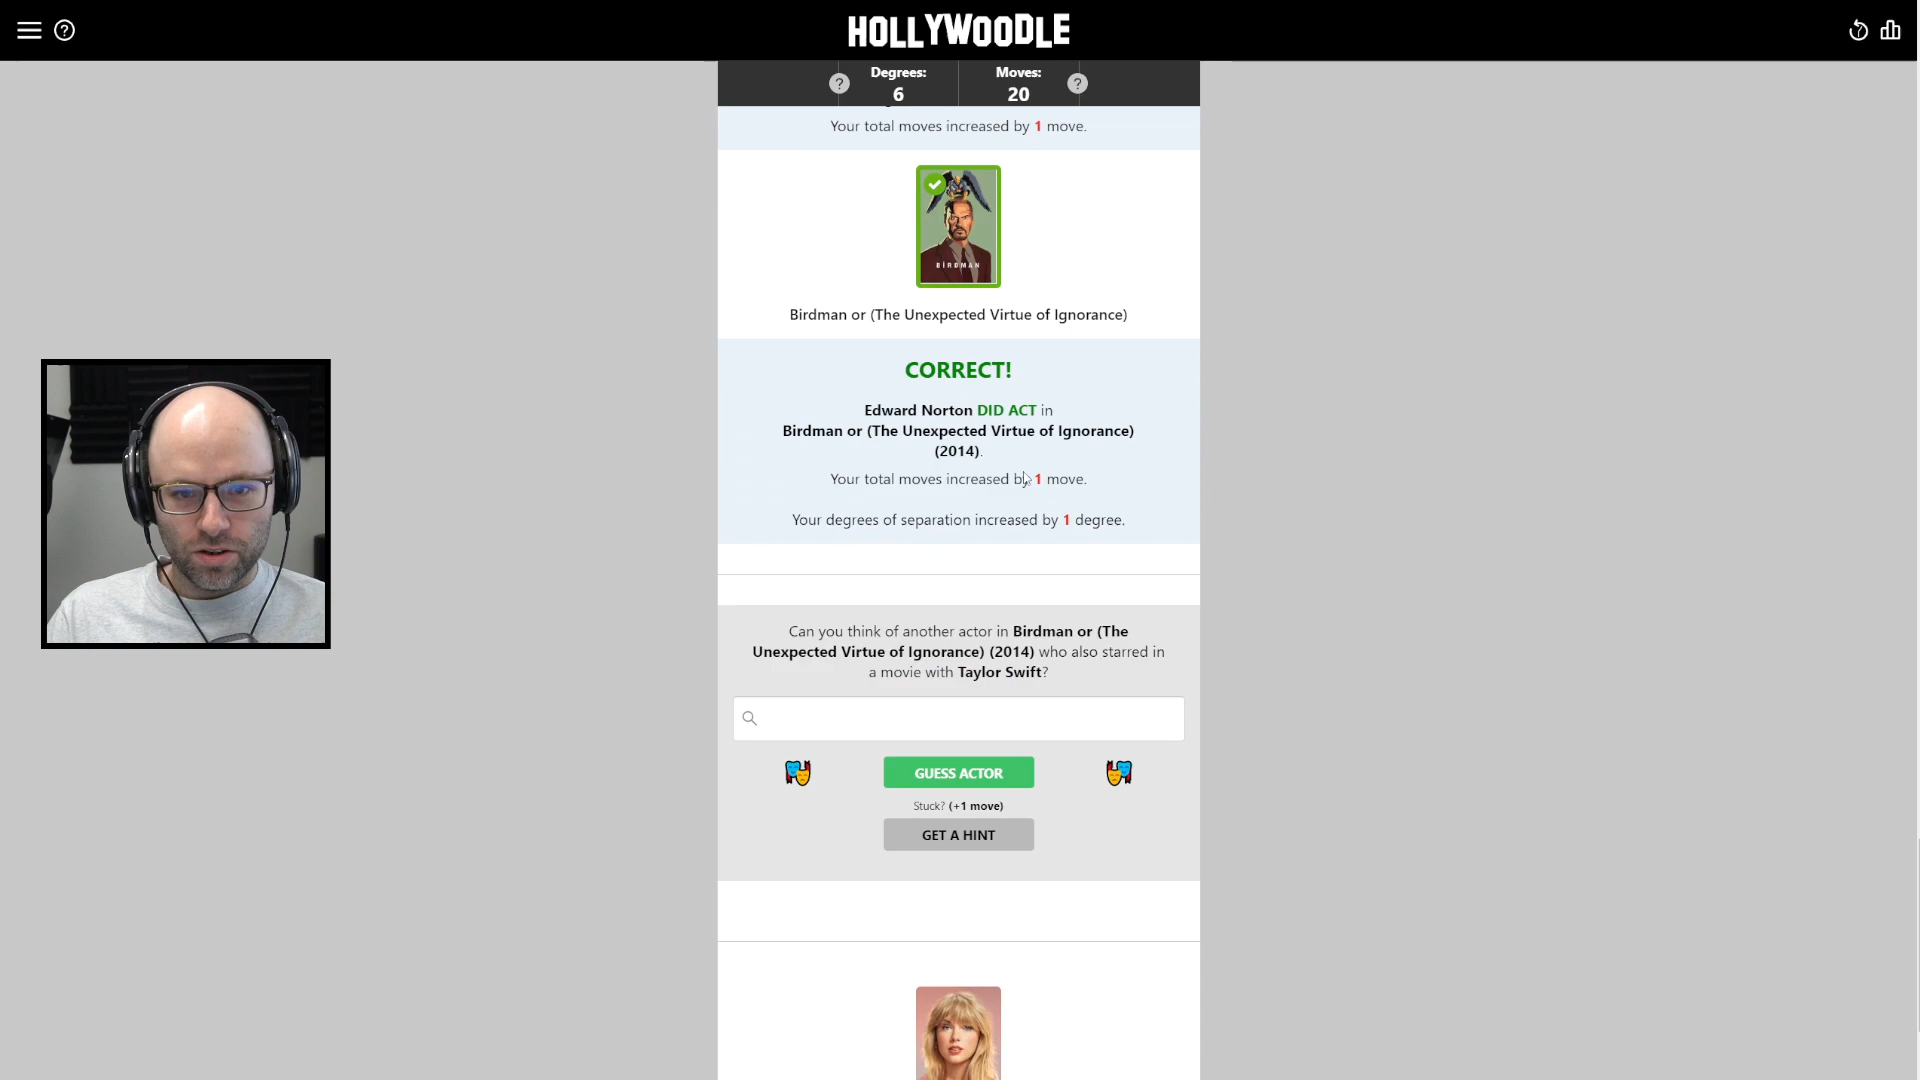 HOLLYWOODLE
Degrees:
6
Moves:
20
Your total moves increased by 1 move.
BIRDMAN
Birdman or (The Unexpected Virtue of Ignorance)
CORRECT!
Edward Norton DID ACT in
Birdman or (The Unexpected Virtue of Ignorance)
(2014).
Your total moves increased by 1 move.
Your degrees of separation increased by 1 degree.
Can you think of another actor in Birdman or (The
Unexpected Virtue of Ignorance) (2014) who also starred in
a movie with Taylor Swift?
GUESS ACTOR
Stuck? (+1 move)
GET A HINT